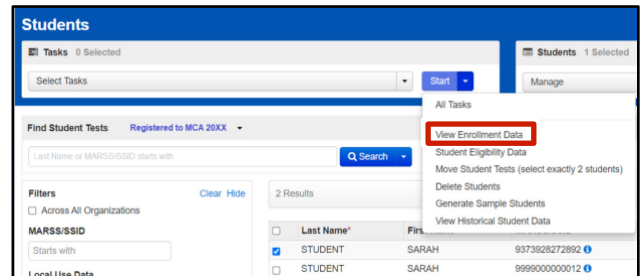 Students
Tasks 0 Selected
Students 1 Selected
Select Tasks
Start
Manage
All Tasks
View Enrollment Data
Student Eligibility Data
Move Student Tests (select exactly 2 students)
Delete Students
Generate Sample Students
View Historical Student Data
Find Student Tests Registered to MCA 20XX
Last Name or MARSS/SSID starts with
Search
Filters Clear Hide
2 Results
Across All Organizations
MARSS/SSID
Starts with
Local Use Data
Last Name*
STUDENT SARAH 9373928272892
STUDENT SARAH 9999000000012